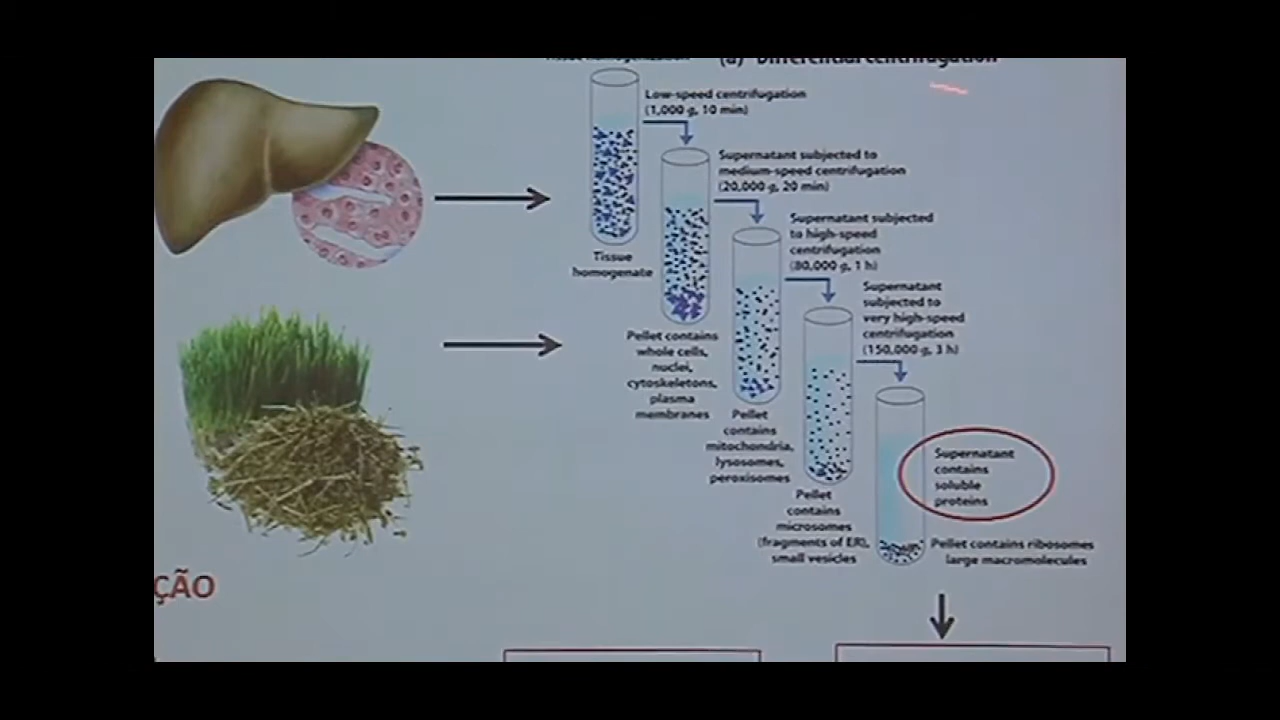 (a) Differential centrifugation
Low-speed centrifugation
(1,000 g, 10 min)
Supernatant subjected to
medium-speed centrifugation
(20,000 g, 20 min)
Supernatant subjected
to high-speed
centrifugation
(80,000 g, 1 h)
Supernatant
subjected to
very high-speed
centrifugation
(150,000 g, 3 h)
Tissue
homogenate
Pellet contains
whole cells,
nuclei,
cytoskeletons,
plasma
membranes
Pellet
contains
mitochondria,
lysosomes,
peroxisomes
Pellet
contains
microsomes
(fragments of ER),
small vesicles
Supernatant
contains
soluble
proteins
Pellet contains ribosomes
large macromolecules
ÇÃO